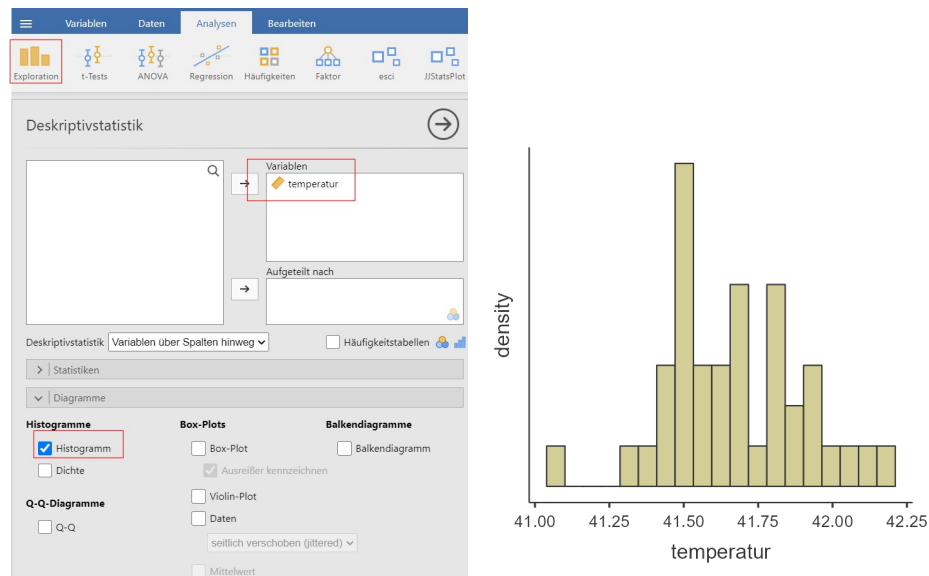 Variablen Daten Analysen Bearbeiten
Exploration t-Tests ANOVA Regression Häufigkeiten Faktor esci JJStatsPlot
Deskriptivstatistik
Variablen
temperatur
Aufgeteilt nach
Deskriptivstatistik Variablen über Spalten hinweg Häufigkeitstabellen
Statistiken
Diagramme
Histogramme Box-Plots Balkendiagramme
Histogramm Box-Plot Balkendiagramm
Dichte Ausreißer kennzeichnen
Violin-Plot
Q-Q-Diagramme Daten
Q-Q
seitlich verschoben (jittered)
Mittelwert
density
41.00 41.25 41.50 41.75 42.00 42.25
temperatur